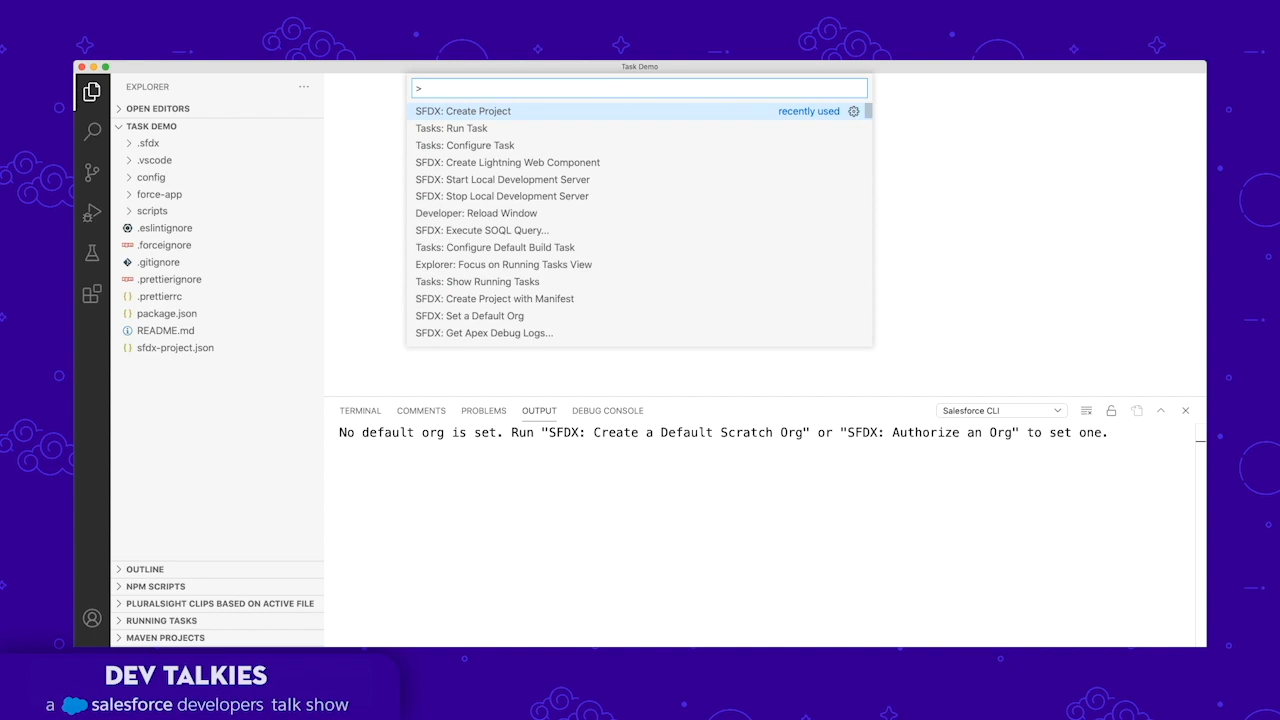 Task Demo
EXPLORER
OPEN EDITORS
TASK DEMO
.sfdx
.vscode
config
force-app
scripts
.eslintignore
.forceignore
.gitignore
.prettierignore
.prettierrc
package.json
README.md
sfdx-project.json
OUTLINE
NPM SCRIPTS
PLURALSIGHT CLIPS BASED ON ACTIVE FILE
RUNNING TASKS
MAVEN PROJECTS
>
SFDX: Create Project recently used
Tasks: Run Task
Tasks: Configure Task
SFDX: Create Lightning Web Component
SFDX: Start Local Development Server
SFDX: Stop Local Development Server
Developer: Reload Window
SFDX: Execute SOQL Query...
Tasks: Configure Default Build Task
Explorer: Focus on Running Tasks View
Tasks: Show Running Tasks
SFDX: Create Project with Manifest
SFDX: Set a Default Org
SFDX: Get Apex Debug Logs...
TERMINAL COMMENTS PROBLEMS OUTPUT DEBUG CONSOLE Salesforce CLI
No default org is set. Run "SFDX: Create a Default Scratch Org" or "SFDX: Authorize an Org" to set one.
DEV TALKIES
a salesforce developers talk show